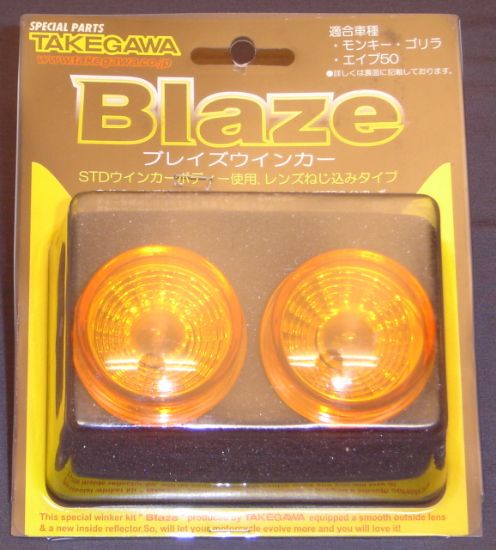 SPECIAL PARTS
TAKEGAWA
www.takegawa.co.jp
適合車種
・モンキー・ゴリラ
・エイプ50
●詳しくは裏面に記載しております。
Blaze
ブレイズウインカー
STDウインカーボディー使用、レンズねじ込みタイプ
This special winker kit " Blaze " produced by TAKEGAWA equipped a smooth outside lens
& a new inside reflector,So, will let your motorcycle evolve more and you will love it!